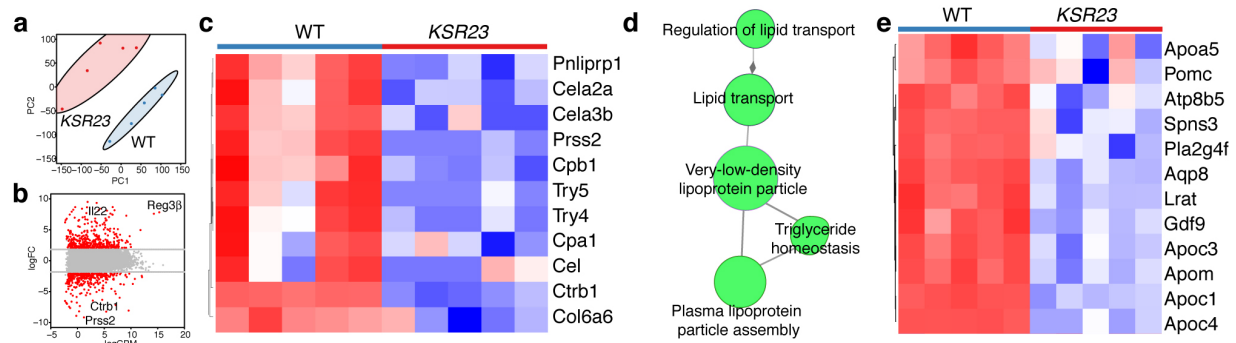 a
100
50
0
−50
−100
−150
PC2
KSR23
WT
−150
−100
−50
0
50
100
150
PC1
b
10
5
0
−5
−10
logFC
Il22
Reg3β
Ctrb1
Prss2
−5
0
5
10
15
20
logCPM
c
WT
KSR23
Pnliprp1
Cela2a
Cela3b
Prss2
Cpb1
Try5
Try4
Cpa1
Cel
Ctrb1
Col6a6
d
Regulation of lipid transport
Lipid transport
Very-low-density
lipoprotein particle
Triglyceride
homeostasis
Plasma lipoprotein
particle assembly
e
WT
KSR23
Apoa5
Pomc
Atp8b5
Spns3
Pla2g4f
Aqp8
Lrat
Gdf9
Apoc3
Apom
Apoc1
Apoc4